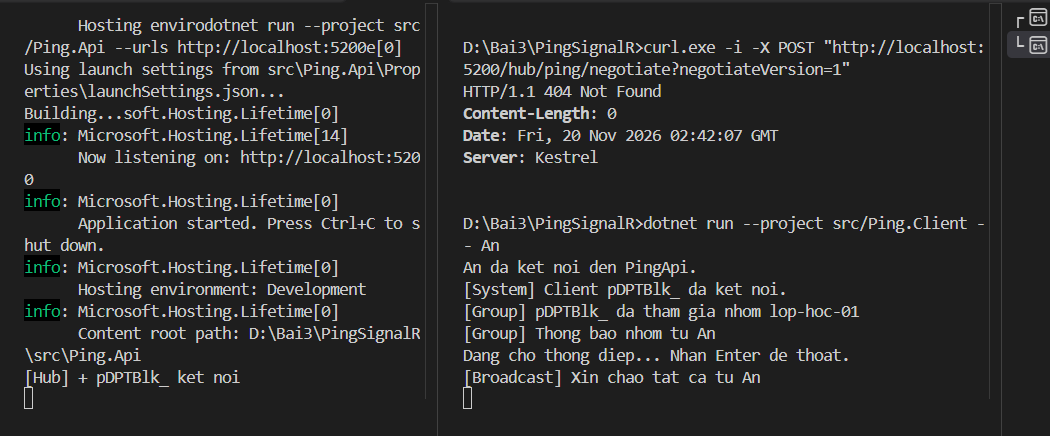 Hosting envirodotnet run --project src
/Ping.Api --urls http://localhost:5200e[0]
Using launch settings from src\Ping.Api\Prop
erties\launchSettings.json...
Building...soft.Hosting.Lifetime[0]
info: Microsoft.Hosting.Lifetime[14]
Now listening on: http://localhost:520
0
info: Microsoft.Hosting.Lifetime[0]
Application started. Press Ctrl+C to s
hut down.
info: Microsoft.Hosting.Lifetime[0]
Hosting environment: Development
info: Microsoft.Hosting.Lifetime[0]
Content root path: D:\Bai3\PingSignalR
\src\Ping.Api
[Hub] + pDPTBlk_ ket noi
D:\Bai3\PingSignalR>curl.exe -i -X POST "http://localhost:
5200/hub/ping/negotiate?negotiateVersion=1"
HTTP/1.1 404 Not Found
Content-Length: 0
Date: Fri, 20 Nov 2026 02:42:07 GMT
Server: Kestrel
D:\Bai3\PingSignalR>dotnet run --project src/Ping.Client -
- An
An da ket noi den PingApi.
[System] Client pDPTBlk_ da ket noi.
[Group] pDPTBlk_ da tham gia nhom lop-hoc-01
[Group] Thong bao nhom tu An
Dang cho thong diep... Nhan Enter de thoat.
[Broadcast] Xin chao tat ca tu An